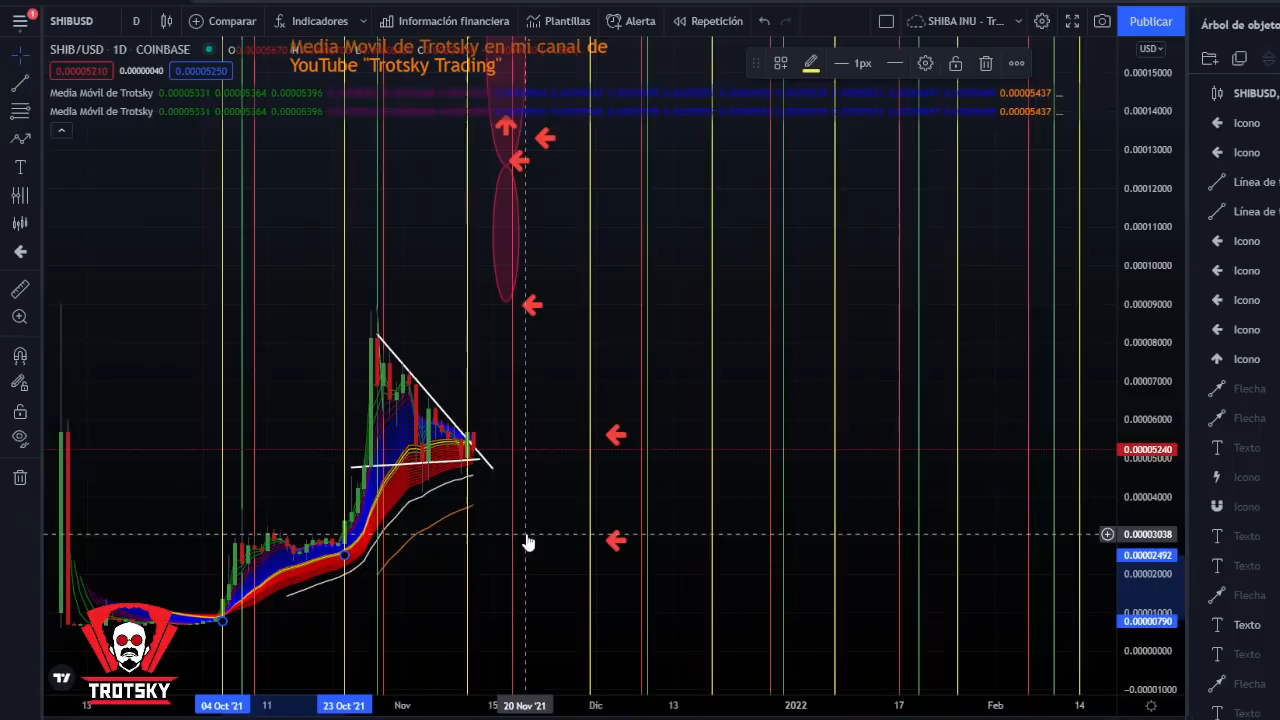 1
SHIBUSD
D
Comparar
Indicadores
Información financiera
Plantillas
Alerta
Repetición
SHIBA INU - Tr...
Publicar
Árbol de objeto
SHIB/USD · 1D · COINBASE
O
Media Movil de Trotsky en mi canal de
YouTube "Trotsky Trading"
0.00005210
0.00000040
0.00005250
1px
USD
Media Móvil de Trotsky 0.00005331 0.00005364 0.00005396
0.00005437 ...
Media Móvil de Trotsky 0.00005331 0.00005364 0.00005396
0.00005437 ...
0.00015000
0.00014000
0.00013000
0.00012000
0.00011000
0.00010000
0.00009000
0.00008000
0.00007000
0.00006000
0.00005240
0.00005000
0.00004000
0.00003038
0.00002492
0.00002000
0.00001000
0.00000790
0.00000000
−0.00001000
SHIBUSD,
Icono
Icono
Línea de
Línea de
Icono
Icono
Icono
Icono
Icono
Flecha
Flecha
Texto
Icono
Icono
Texto
Texto
Flecha
Texto
Texto
Flecha
Texto
TROTSKY
13
04 Oct '21
11
23 Oct '21
Nov
15
20 Nov '21
Dic
13
2022
17
Feb
14